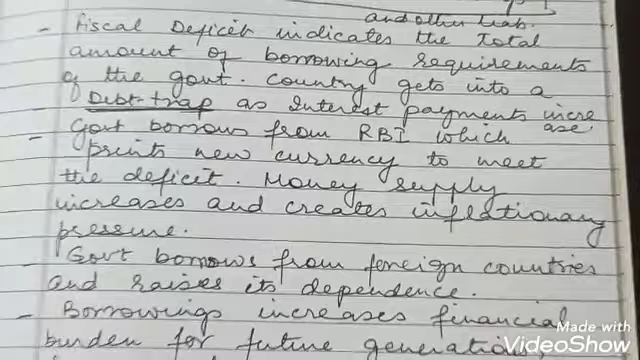 and other liab.
- Fiscal Deficit indicates the Total
amount of borrowing requirements
of the govt. Country gets into a
Debt-trap as Interest payments incre
ase
- Govt borrows from RBI which
prints new currency to meet
the deficit. Money supply
increases and creates inflationary
pressure.
- Govt borrows from foreign countries
and raises its dependence.
- Borrowings increases financial
burden for future generations
Made with
VideoShow